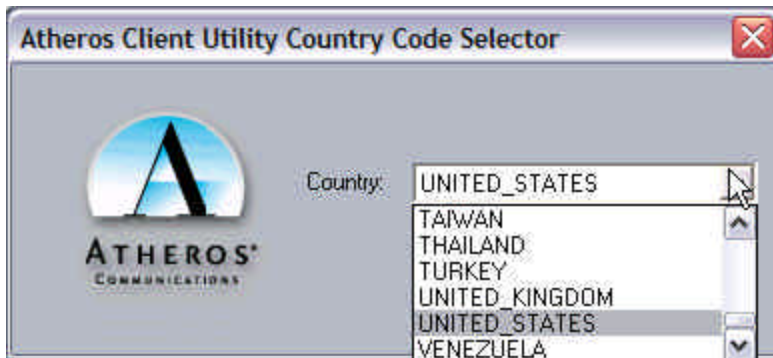 Atheros Client Utility Country Code Selector
Country:
UNITED_STATES
TAIWAN
THAILAND
TURKEY
UNITED_KINGDOM
UNITED_STATES
VENEZUELA
ATHEROS®
COMMUNICATIONS